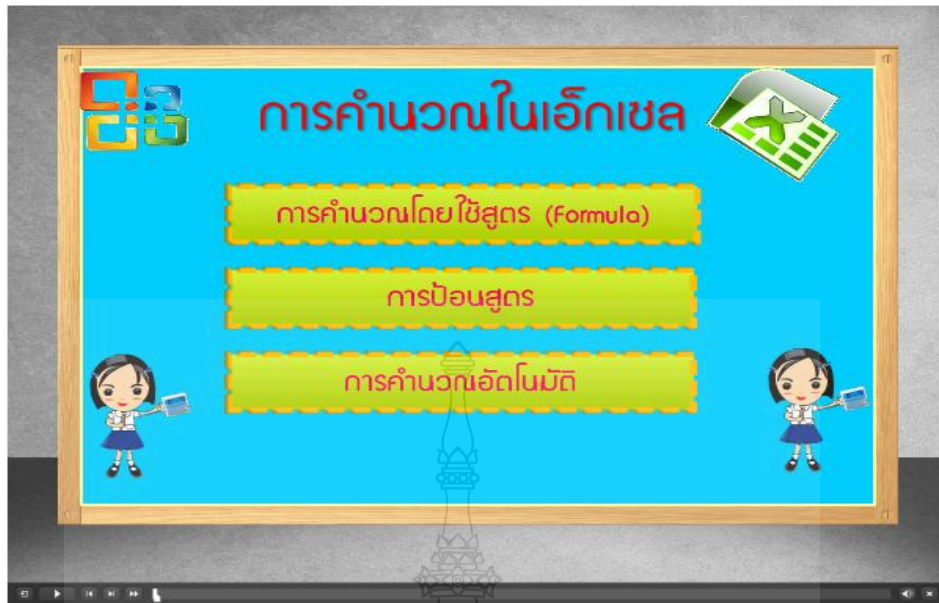 การคำนวณในเอ็กเซล
การคำนวณโดยใช้สูตร (Formula)
การป้อนสูตร
การคำนวณอัตโนมัติ